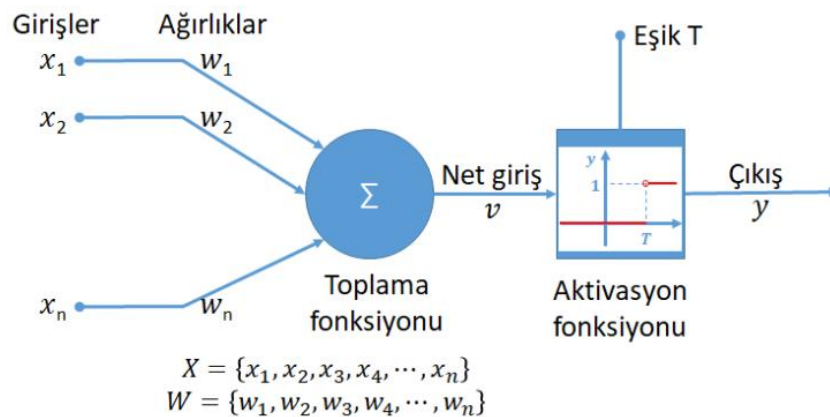 Girişler
Ağırlıklar
Eşik T
x₁
w₁
x₂
w₂
y
1
T
Σ
Net giriş
v
Çıkış
y
xₙ
wₙ
Toplama
fonksiyonu
Aktivasyon
fonksiyonu
X = {x₁, x₂, x₃, x₄, ⋯, xₙ}
W = {w₁, w₂, w₃, w₄, ⋯, wₙ}